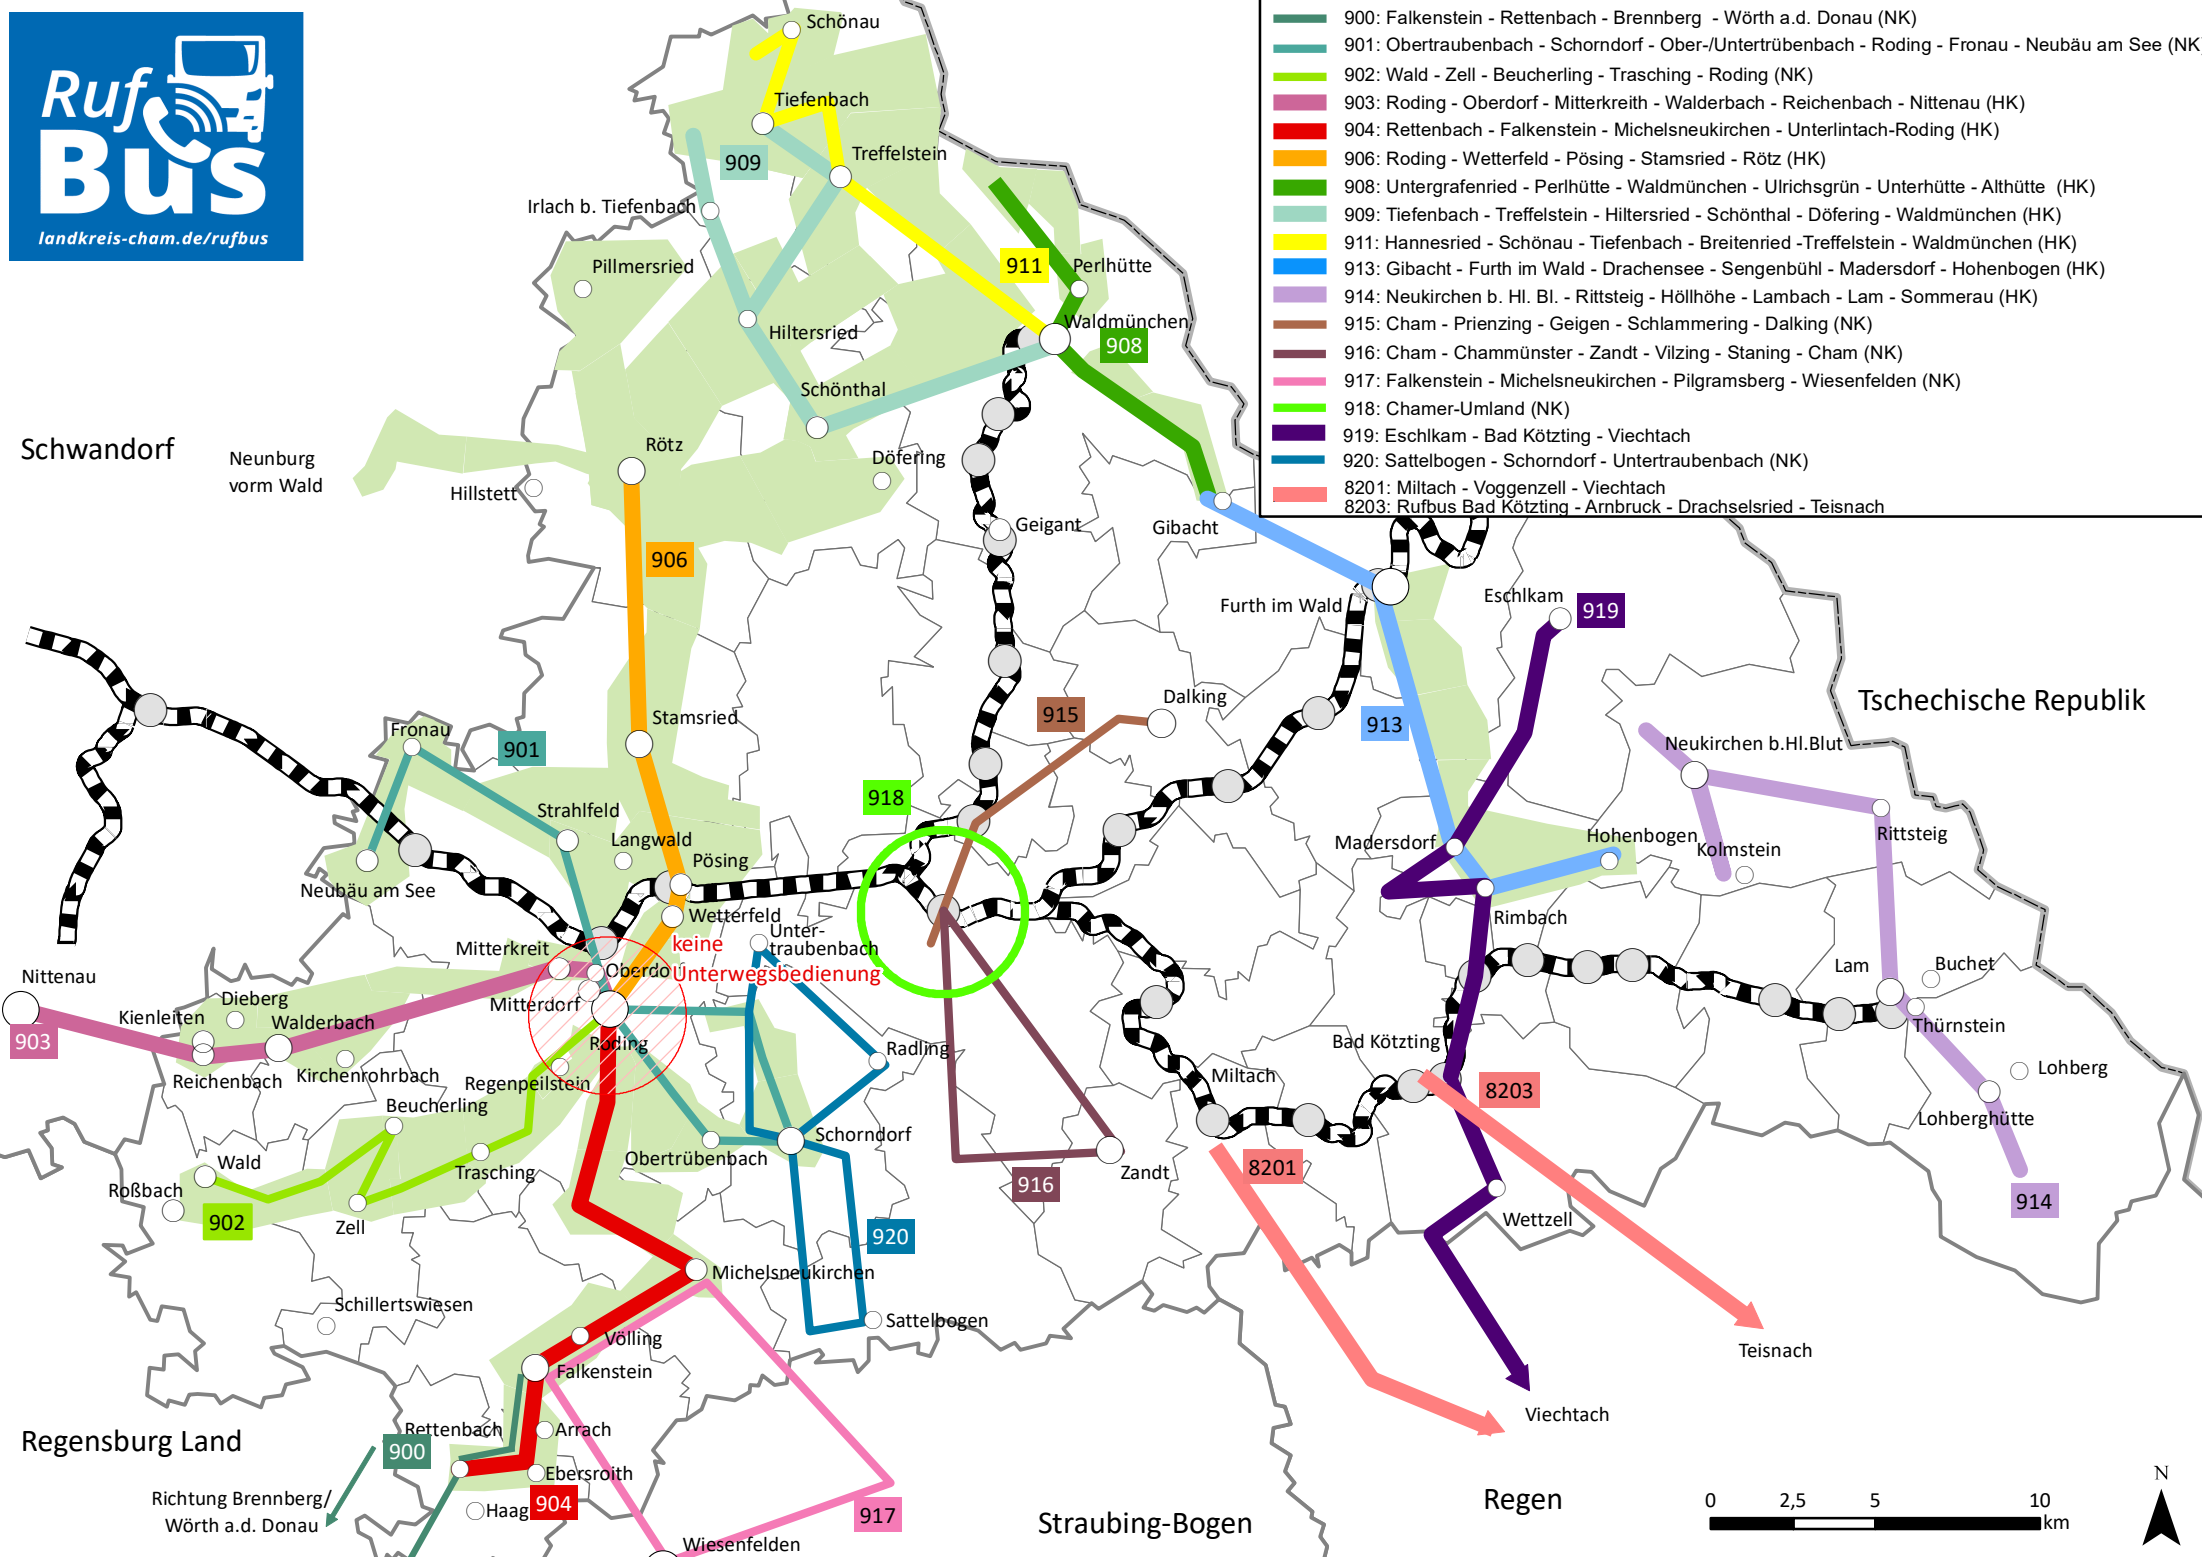 Ruf
Bus
landkreis-cham.de/rufbus
900: Falkenstein - Rettenbach - Brennberg - Wörth a.d. Donau (NK)
901: Obertraubenbach - Schorndorf - Ober-/Untertrübenbach - Roding - Fronau - Neubäu am See (NK)
902: Wald - Zell - Beucherling - Trasching - Roding (NK)
903: Roding - Oberdorf - Mitterkreith - Walderbach - Reichenbach - Nittenau (HK)
904: Rettenbach - Falkenstein - Michelsneukirchen - Unterlintach-Roding (HK)
906: Roding - Wetterfeld - Pösing - Stamsried - Rötz (HK)
908: Untergrafenried - Perlhütte - Waldmünchen - Ulrichsgrün - Unterhütte - Althütte (HK)
909: Tiefenbach - Treffelstein - Hiltersried - Schönthal - Döfering - Waldmünchen (HK)
911: Hannesried - Schönau - Tiefenbach - Breitenried -Treffelstein - Waldmünchen (HK)
913: Gibacht - Furth im Wald - Drachensee - Sengenbühl - Madersdorf - Hohenbogen (HK)
914: Neukirchen b. Hl. Bl. - Rittsteig - Höllhöhe - Lambach - Lam - Sommerau (HK)
915: Cham - Prienzing - Geigen - Schlammering - Dalking (NK)
916: Cham - Chammünster - Zandt - Vilzing - Staning - Cham (NK)
917: Falkenstein - Michelsneukirchen - Pilgramsberg - Wiesenfelden (NK)
918: Chamer-Umland (NK)
919: Eschlkam - Bad Kötzting - Viechtach
920: Sattelbogen - Schorndorf - Untertraubenbach (NK)
8201: Miltach - Voggenzell - Viechtach
8203: Rufbus Bad Kötzting - Arnbruck - Drachselsried - Teisnach
Schönau
Tiefenbach
909
Treffelstein
Irlach b. Tiefenbach
Pillmersried
911
Perlhütte
Hiltersried
Waldmünchen
908
Schönthal
Schwandorf
Neunburg
vorm Wald
Rötz
Döfering
Hillstett
Geigant
Gibacht
906
Furth im Wald
Eschlkam
919
Tschechische Republik
Stamsried
Dalking
915
913
Fronau
901
Neukirchen b.Hl.Blut
918
Strahlfeld
Langwald
Pösing
Madersdorf
Hohenbogen
Kolmstein
Rittsteig
Neubäu am See
Wetterfeld
Rimbach
keine
Unterwegsbedienung
Unter-
traubenbach
Mitterkreit
Oberdorf
Nittenau
Mitterdorf
Lam
Buchet
Dieberg
Kienleiten
Walderbach
903
Roding
Radling
Bad Kötzting
Thürnstein
Reichenbach
Kirchenrohrbach
Regenpeilstein
Miltach
8203
Lohberg
Beucherling
Lohberghütte
Schorndorf
Obertrübenbach
Wald
Trasching
Zandt
8201
Roßbach
916
914
902
Zell
920
Wettzell
Michelsneukirchen
Schillertswiesen
Sattelbogen
Völling
Teisnach
Falkenstein
Viechtach
Rettenbach
Arrach
Regensburg Land
900
Ebersroith
Richtung Brennberg/
Wörth a.d. Donau
Haag
904
917
Straubing-Bogen
Regen
Wiesenfelden
0 2,5 5 10
km
N